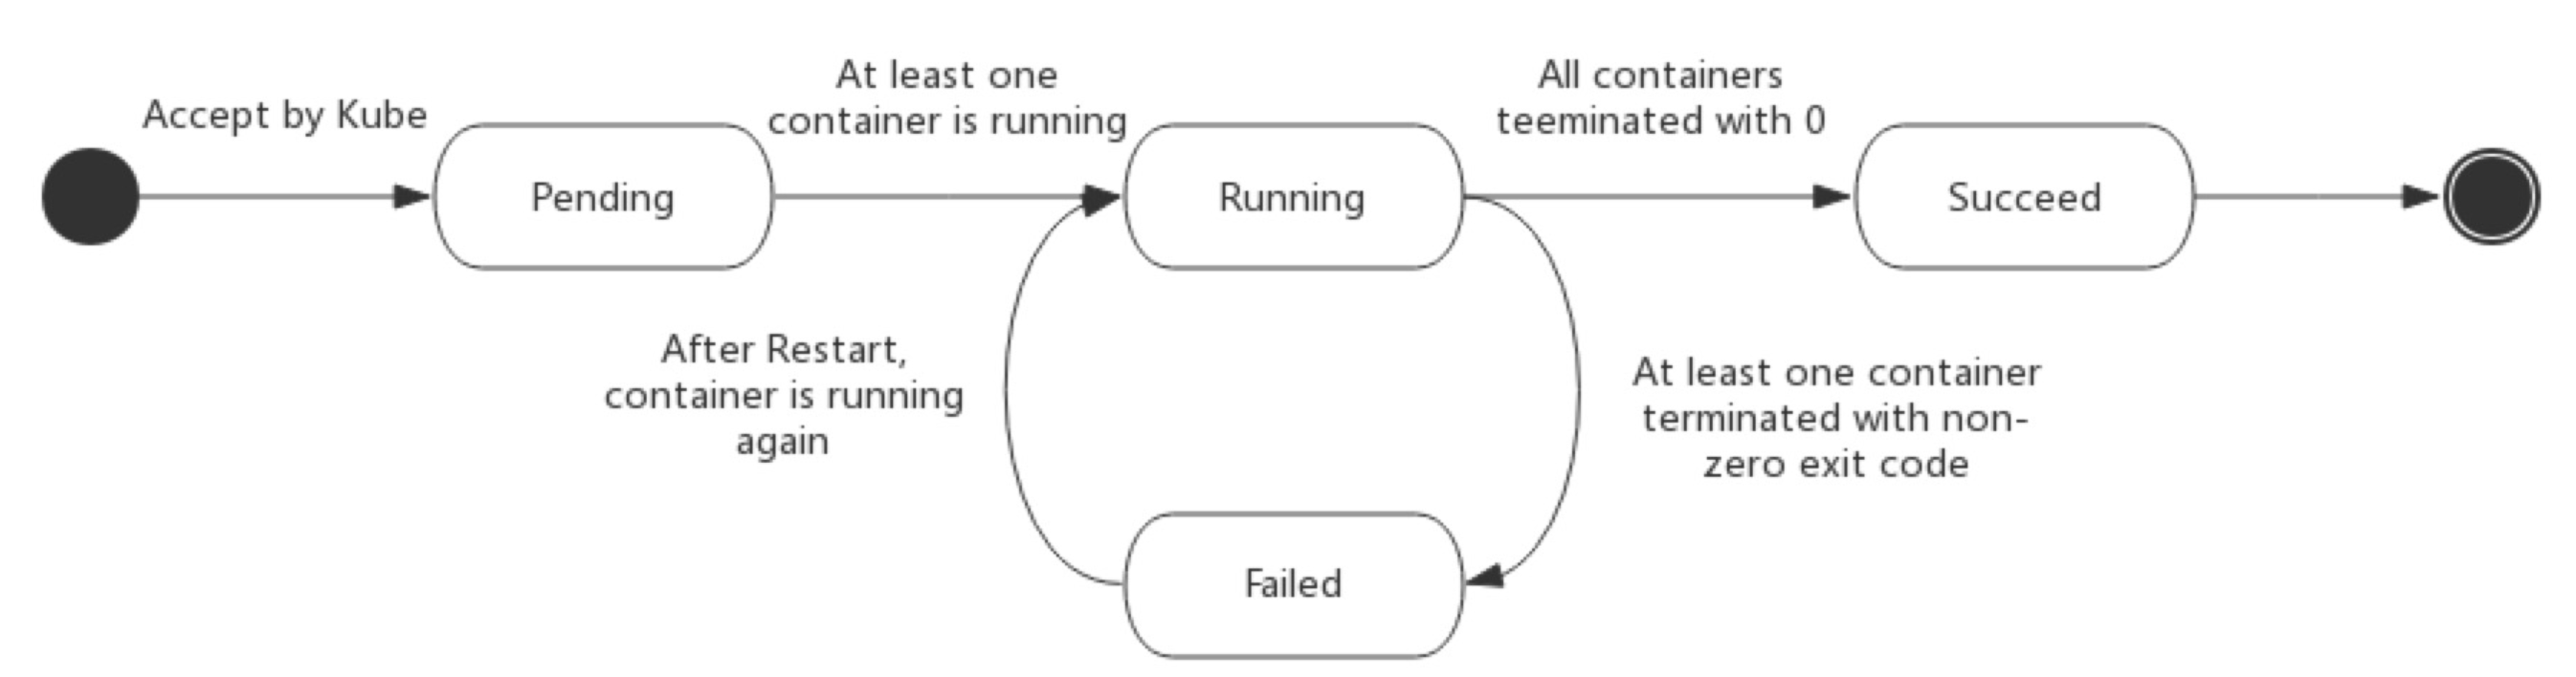 Accept by Kube
At least one
container is running
All containers
teeminated with 0
Pending
Running
Succeed
After Restart,
container is running
again
At least one container
terminated with non-
zero exit code
Failed